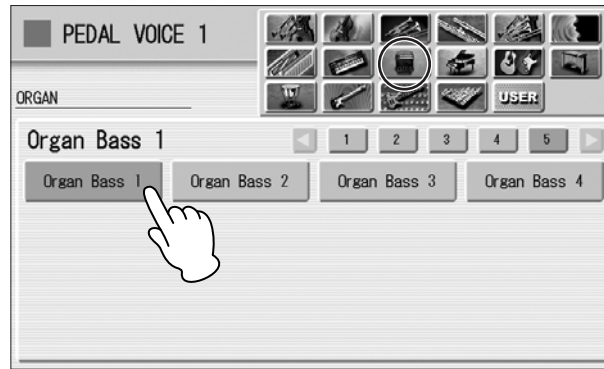 PEDAL VOICE 1
ORGAN
USER
Organ Bass 1
1 2 3 4 5
Organ Bass 1 Organ Bass 2 Organ Bass 3 Organ Bass 4